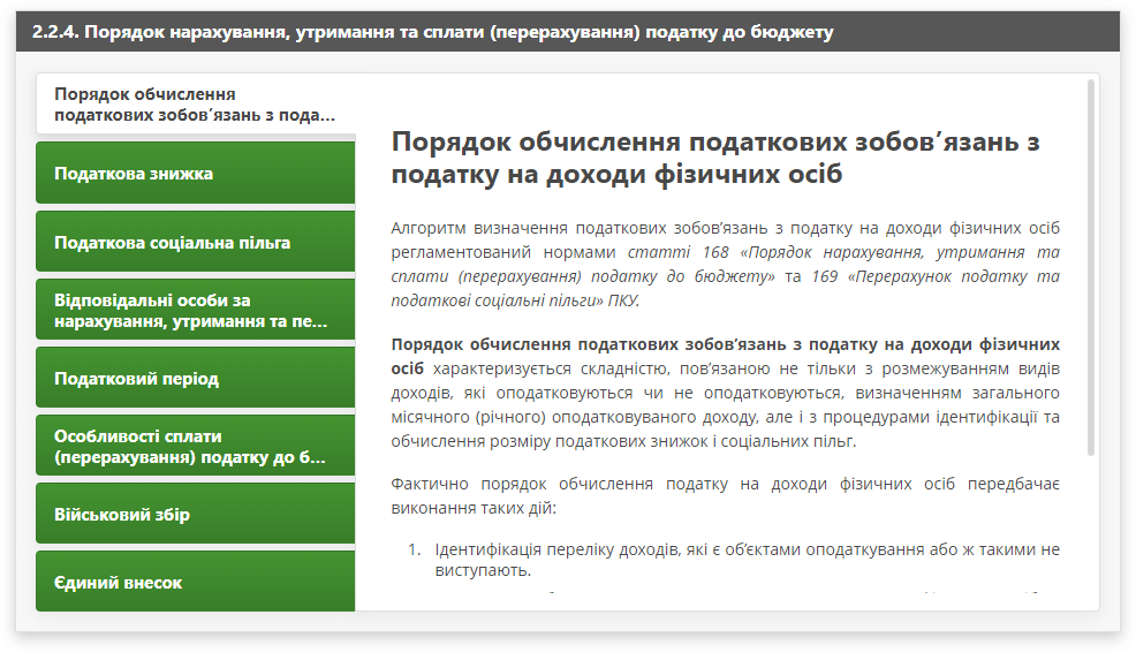 2.2.4. Порядок нарахування, утримання та сплати (перерахування) податку до бюджету
Порядок обчислення
податкових зобов’язань з пода...
Податкова знижка
Податкова соціальна пільга
Відповідальні особи за
нарахування, утримання та пе...
Податковий період
Особливості сплати
(перерахування) податку до б...
Військовий збір
Єдиний внесок
Порядок обчислення податкових зобов’язань з
податку на доходи фізичних осіб
Алгоритм визначення податкових зобов’язань з податку на доходи фізичних осіб
регламентований нормами статті 168 «Порядок нарахування, утримання та
сплати (перерахування) податку до бюджету» та 169 «Перерахунок податку та
податкові соціальні пільги» ПКУ.
Порядок обчислення податкових зобов’язань з податку на доходи фізичних
осіб характеризується складністю, пов’язаною не тільки з розмежуванням видів
доходів, які оподатковуються чи не оподатковуються, визначенням загального
місячного (річного) оподатковуваного доходу, але і з процедурами ідентифікації та
обчислення розміру податкових знижок і соціальних пільг.
Фактично порядок обчислення податку на доходи фізичних осіб передбачає
виконання таких дій:
1. Ідентифікація переліку доходів, які є об’єктами оподаткування або ж такими не
виступають.